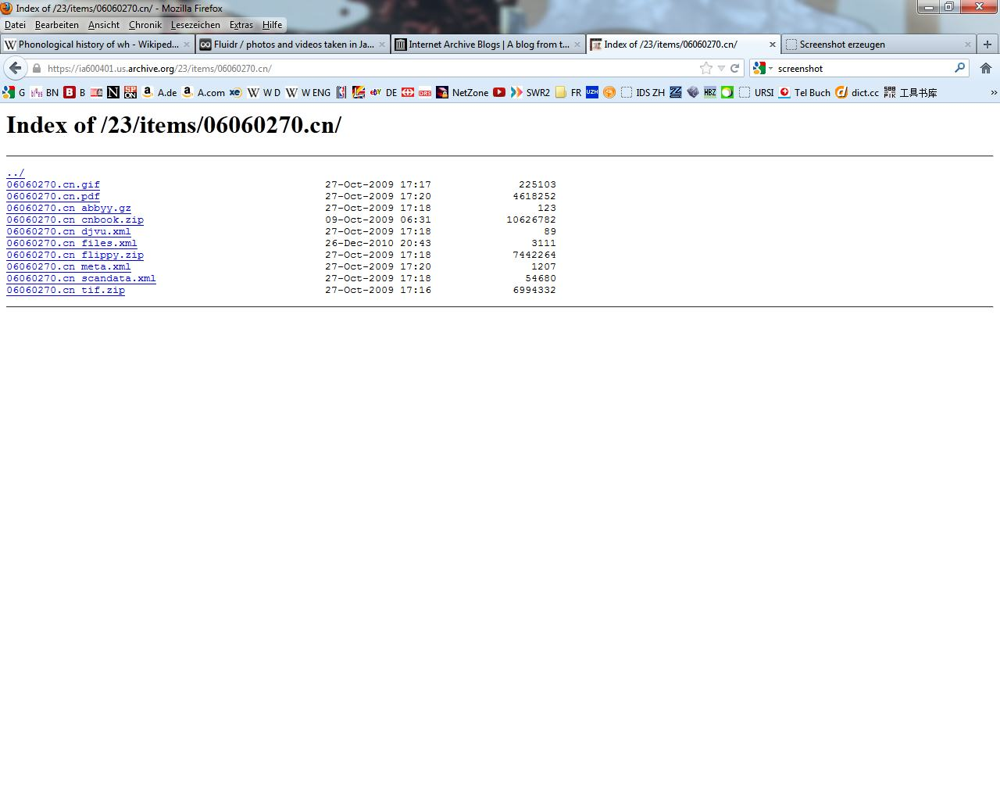 Index of /23/items/06060270.cn/ - Mozilla Firefox
Datei Bearbeiten Ansicht Chronik Lesezeichen Extras Hilfe
Phonological history of wh - Wikiped... Fluidr / photos and videos taken in Ja... Internet Archive Blogs | A blog from t... Index of /23/items/06060270.cn/ Screenshot erzeugen
https://ia600401.us.archive.org/23/items/06060270.cn/ screenshot
G BN B A.de A.com W D W ENG DE NetZone SWR2 FR UZH IDS ZH HBZ URSI Tel Buch dict.cc 工具书库 »
Index of /23/items/06060270.cn/
../
06060270.cn.gif 27-Oct-2009 17:17 225103
06060270.cn.pdf 27-Oct-2009 17:20 4618252
06060270.cn_abbyy.gz 27-Oct-2009 17:18 123
06060270.cn_cnbook.zip 09-Oct-2009 06:31 10626782
06060270.cn_djvu.xml 27-Oct-2009 17:18 89
06060270.cn_files.xml 26-Dec-2010 20:43 3111
06060270.cn_flippy.zip 27-Oct-2009 17:18 7442264
06060270.cn_meta.xml 27-Oct-2009 17:20 1207
06060270.cn_scandata.xml 27-Oct-2009 17:18 54680
06060270.cn_tif.zip 27-Oct-2009 17:16 6994332